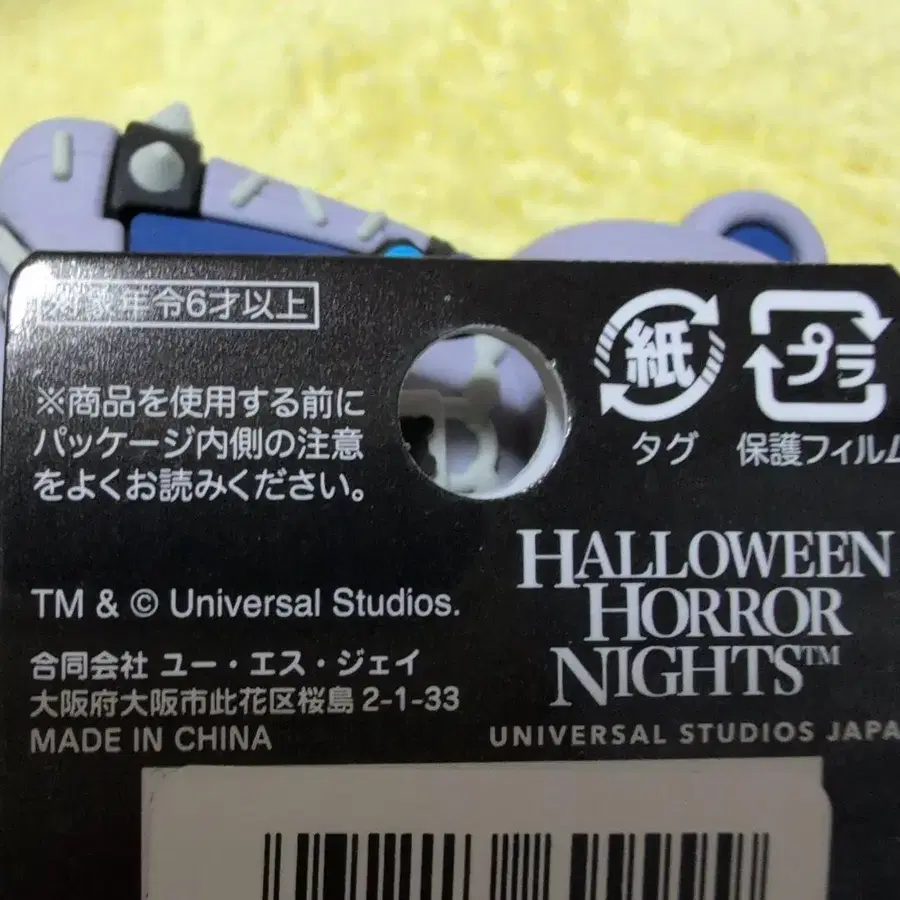 対象年令6才以上
※商品を使用する前に
パッケージ内側の注意
をよくお読みください。
紙
タグ
プラ
保護フィルム
TM & © Universal Studios.
合同会社 ユー・エス・ジェイ
大阪府大阪市此花区桜島2-1-33
MADE IN CHINA
HALLOWEEN
HORROR
NIGHTS™
UNIVERSAL STUDIOS JAPA